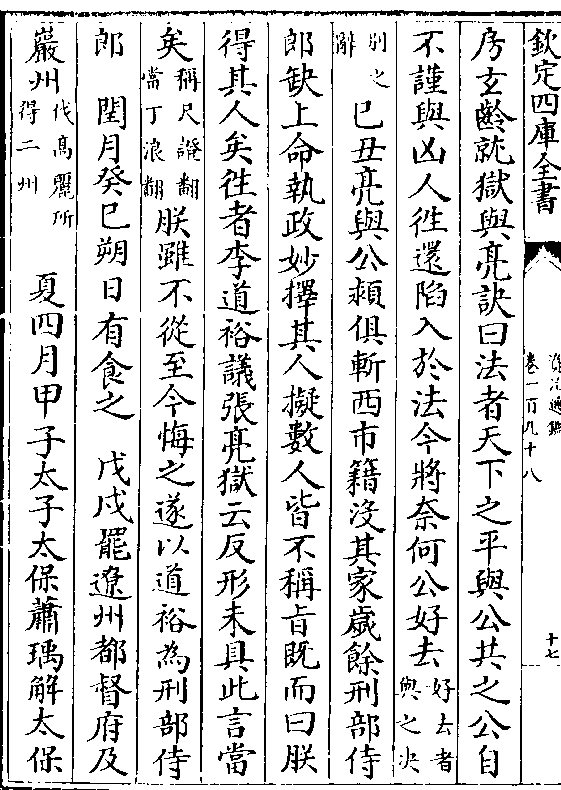 欽定四庫全書
資治通鑑
卷一百九十八
十七
房玄齡就獄與亮訣曰法者天下之平與公共之公自
不謹與凶人徃還陷入於法今將奈何公好去好去者與之決
别之辭 已丑亮與公熲俱斬西市籍沒其家歲餘刑部侍
郎缺上命執政妙擇其人擬數人皆不稱旨既而曰朕
得其人矣徃者李道裕議張亮獄云反形未具此言當
矣稱尺證翻當丁浪翻朕雖不從至今悔之遂以道裕為刑部侍
郎 閏月癸巳朔日有食之 戊戌罷遼州都督府及
巖州伐高麗所得二州 夏四月甲子太子太保蕭瑀解太保